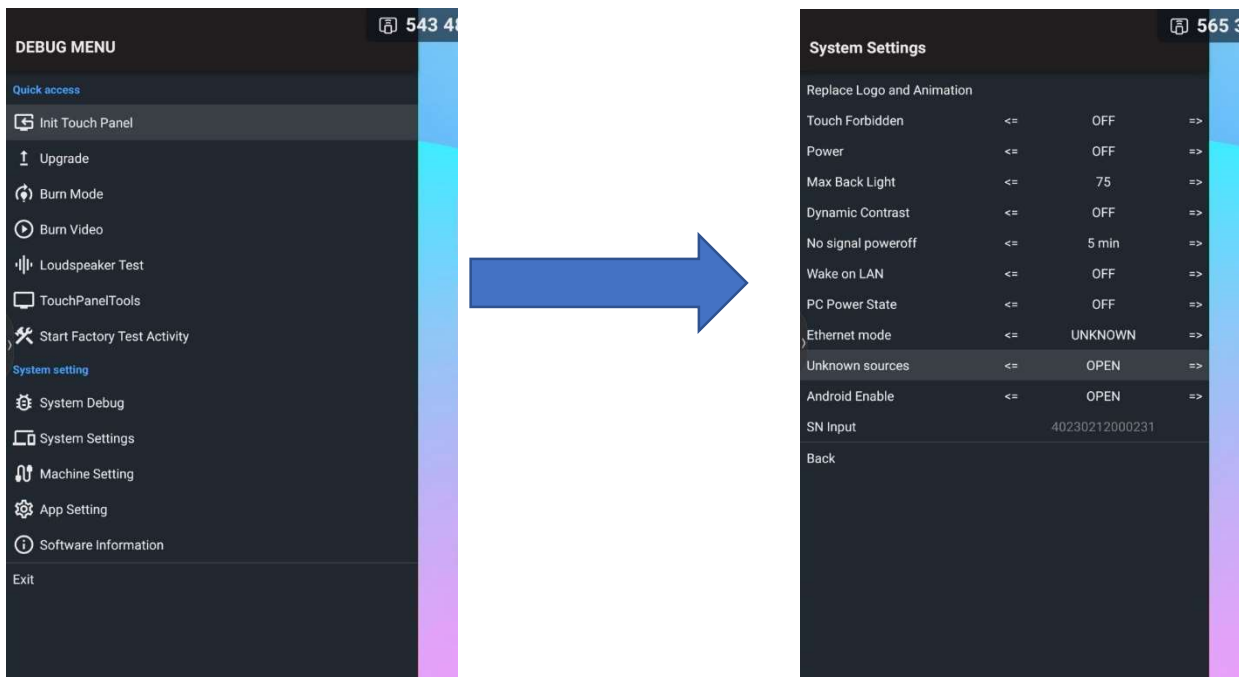 543 48
DEBUG MENU
Quick access
Init Touch Panel
Upgrade
Burn Mode
Burn Video
Loudspeaker Test
TouchPanelTools
Start Factory Test Activity
System setting
System Debug
System Settings
Machine Setting
App Setting
Software Information
Exit
565 3
System Settings
Replace Logo and Animation
Touch Forbidden <= OFF =>
Power <= OFF =>
Max Back Light <= 75 =>
Dynamic Contrast <= OFF =>
No signal poweroff <= 5 min =>
Wake on LAN <= OFF =>
PC Power State <= OFF =>
Ethernet mode <= UNKNOWN =>
Unknown sources <= OPEN =>
Android Enable <= OPEN =>
SN Input 40230212000231
Back